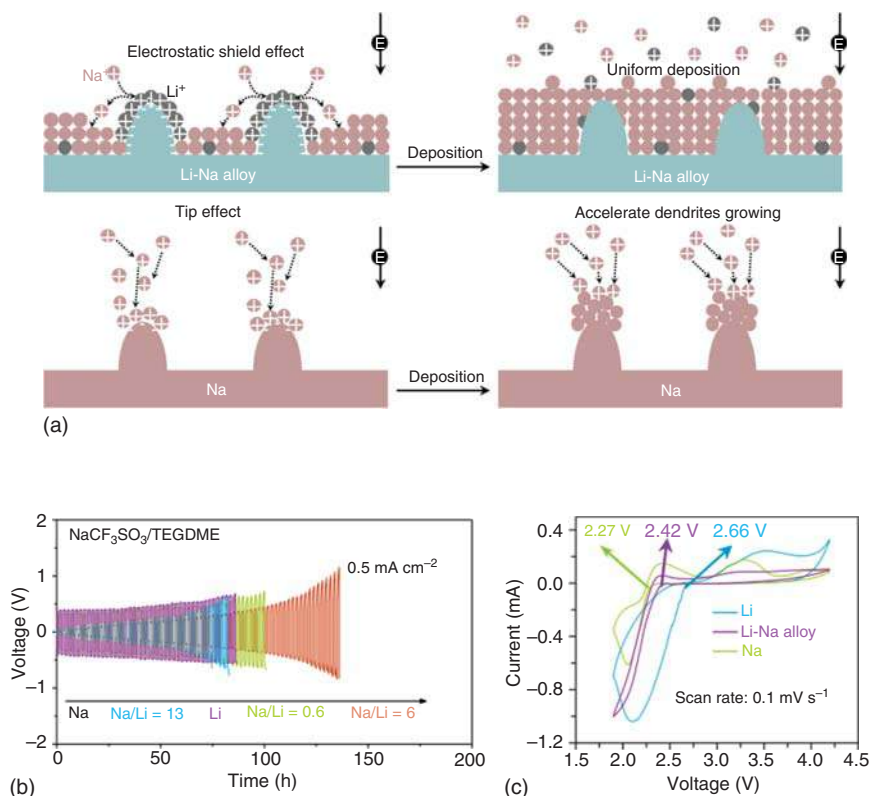 Electrostatic shield effect
E
Na+
Li+
Li-Na alloy
Deposition
E
Uniform deposition
Li-Na alloy
Tip effect
E
Na
Deposition
Accelerate dendrites growing
E
Na
(a)
2
1
0
−1
−2
Voltage (V)
NaCF3SO3/TEGDME
0.5 mA cm−2
Na Na/Li = 13 Li Na/Li = 0.6 Na/Li = 6
0 50 100 150 200
Time (h)
(b)
0.4
0.0
−0.4
−0.8
−1.2
Current (mA)
2.27 V 2.42 V 2.66 V
Li
Li-Na alloy
Na
Scan rate: 0.1 mV s−1
1.5 2.0 2.5 3.0 3.5 4.0 4.5
Voltage (V)
(c)